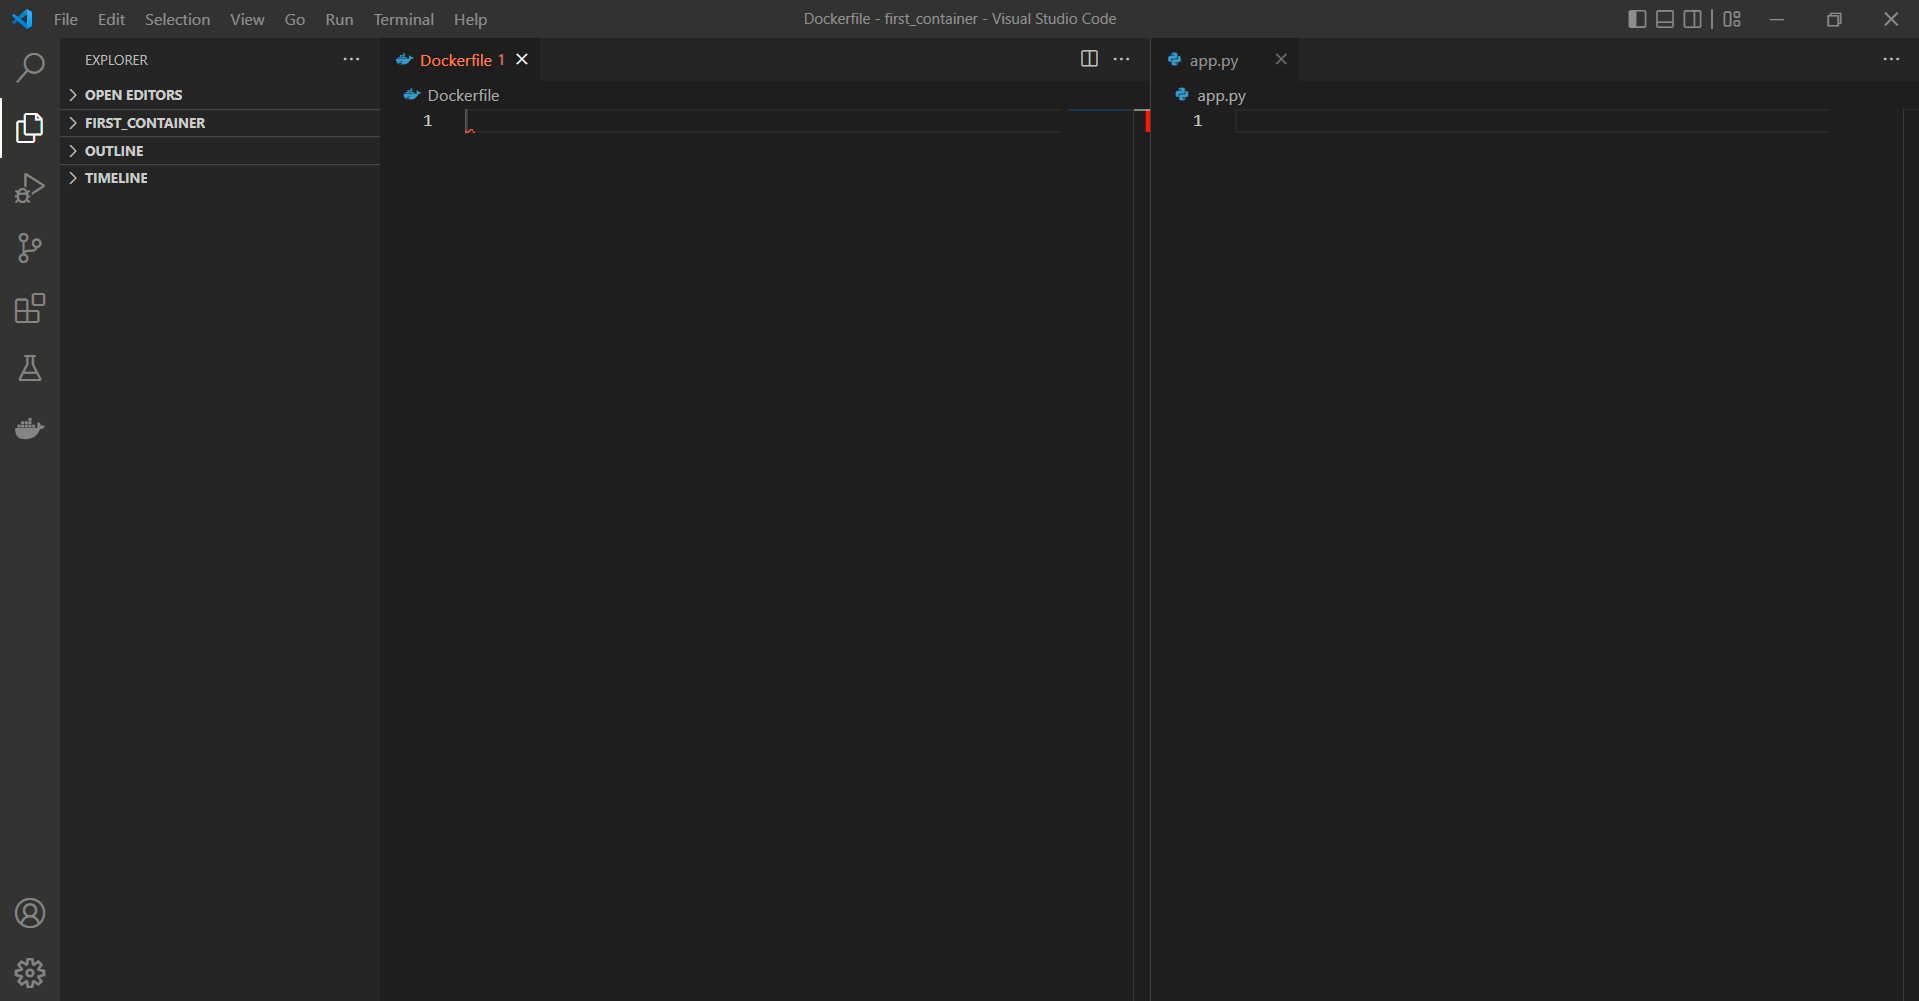 File Edit Selection View Go Run Terminal Help
Dockerfile - first_container - Visual Studio Code
EXPLORER
OPEN EDITORS
FIRST_CONTAINER
OUTLINE
TIMELINE
Dockerfile 1
Dockerfile
1
app.py
app.py
1